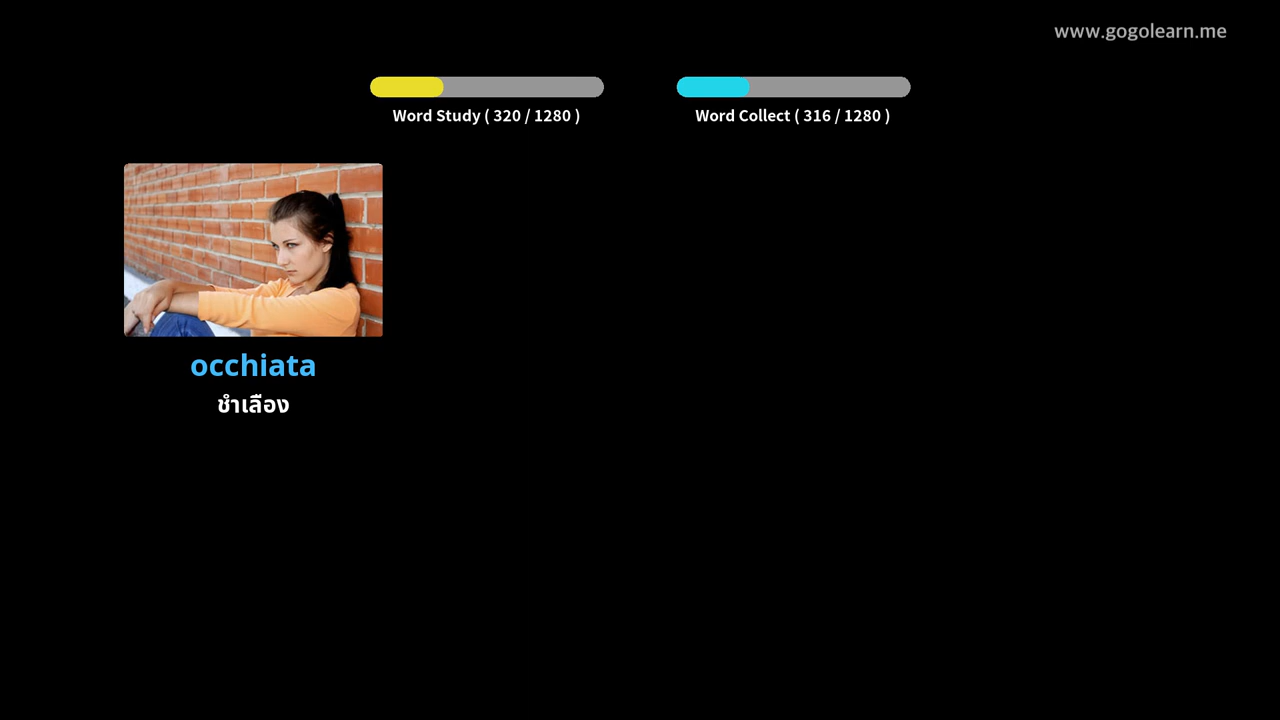 www.gogolearn.me
Word Study ( 320 / 1280 )
Word Collect ( 316 / 1280 )
occhiata
ชำเลือง